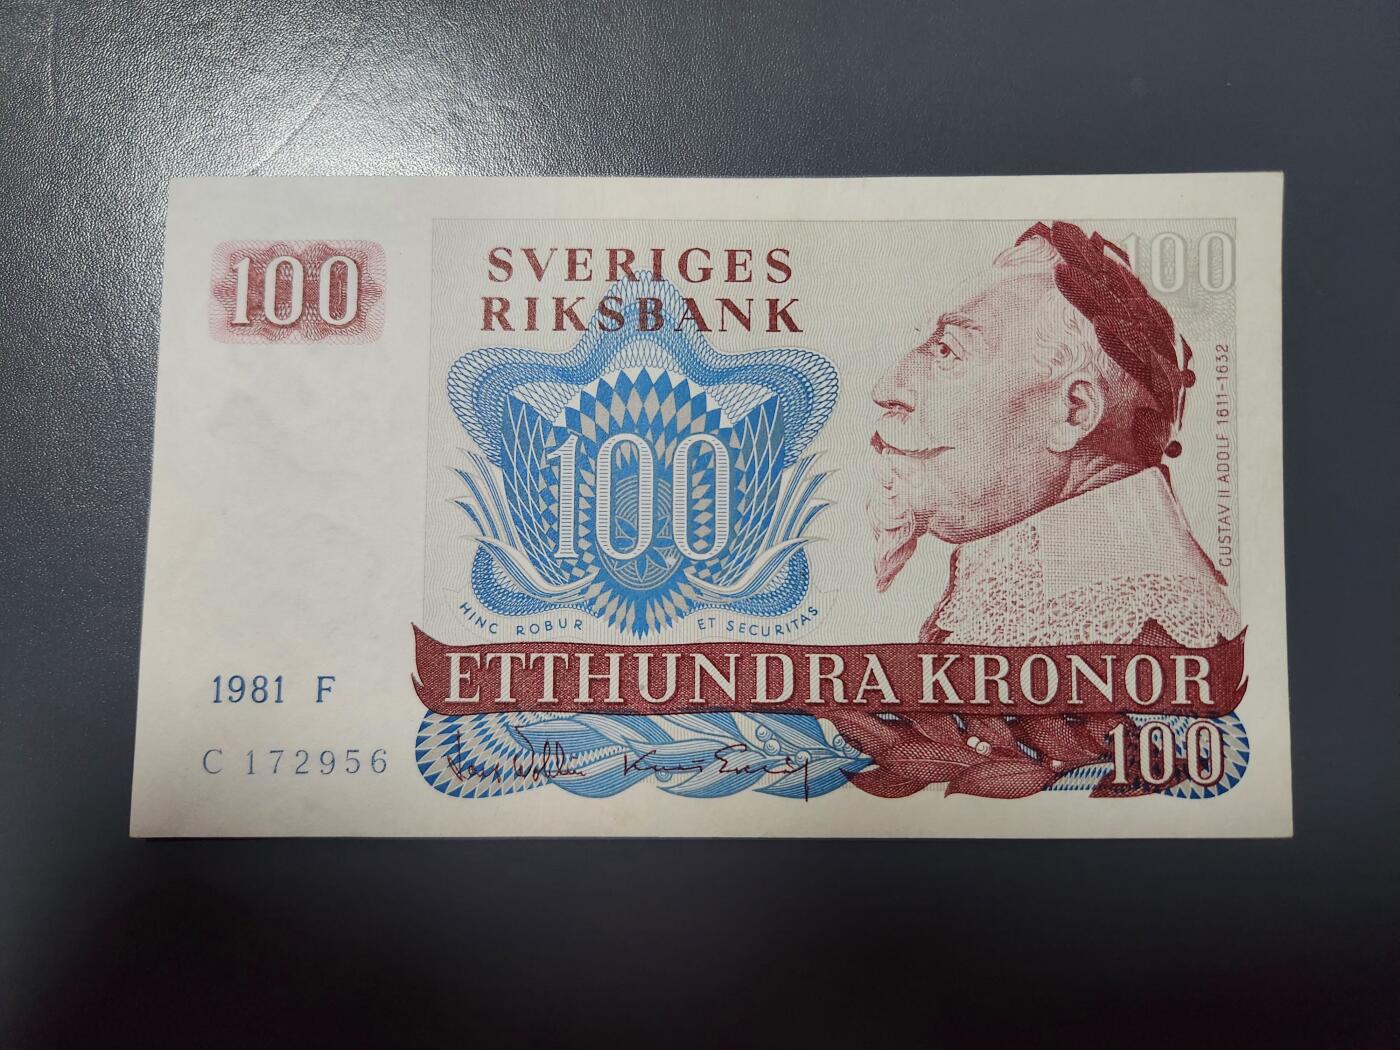 100
SVERIGES
RIKSBANK
100
100
HINC ROBUR ET SECURITAS
GUSTAV II ADOLF 1611-1632
ETTHUNDRA KRONOR
1981 F
C 172956
100